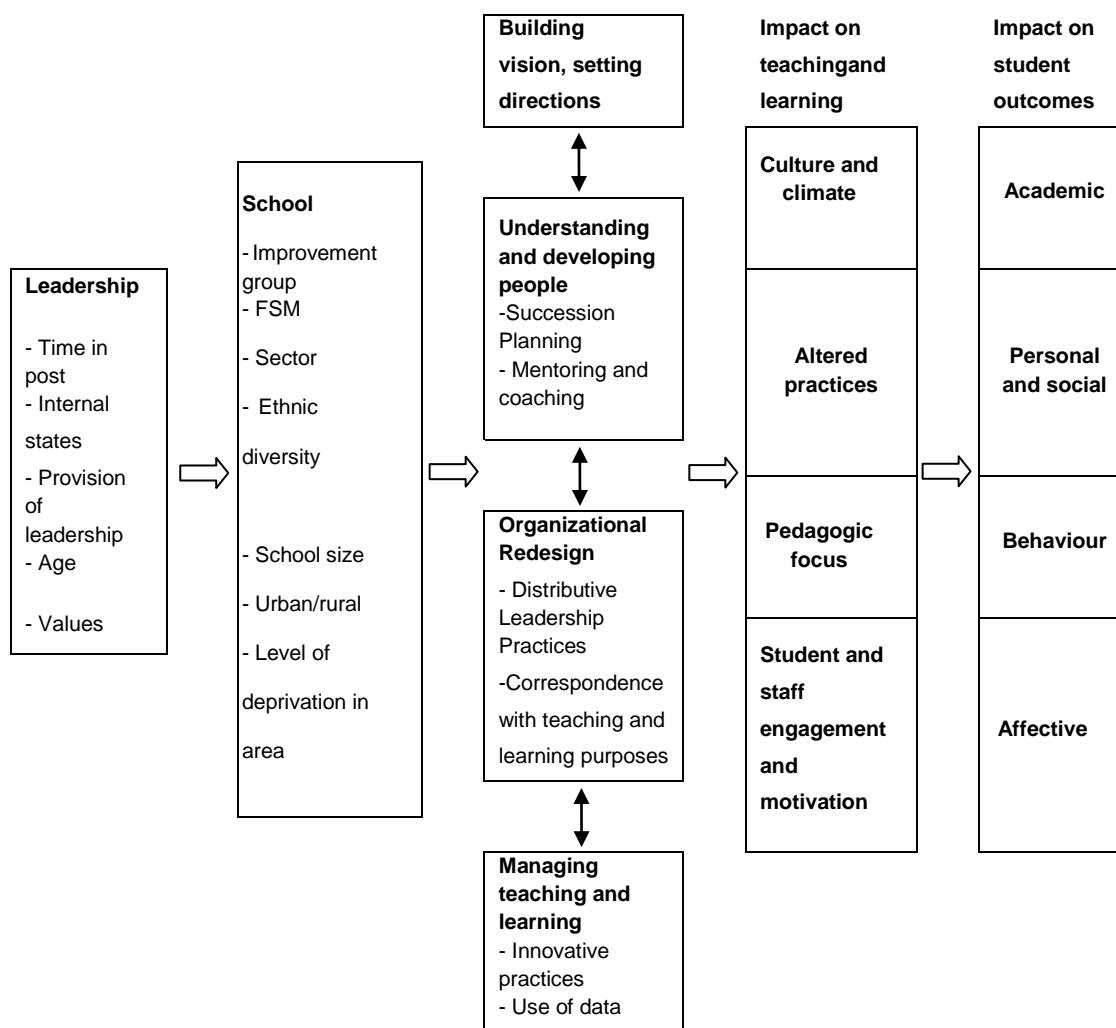 Leadership
- Time in
post
- Internal
states
- Provision
of
leadership
- Age
- Values
School
- Improvement
group
- FSM
- Sector
- Ethnic
diversity
- School size
- Urban/rural
- Level of
deprivation in
area
Building
vision, setting
directions
Understanding
and developing
people
-Succession
Planning
- Mentoring and
coaching
Organizational
Redesign
- Distributive
Leadership
Practices
-Correspondence
with teaching and
learning purposes
Managing
teaching and
learning
- Innovative
practices
- Use of data
Impact on
teachingand
learning
Culture and
climate
Altered
practices
Pedagogic
focus
Student and
staff
engagement
and
motivation
Impact on
student
outcomes
Academic
Personal
and social
Behaviour
Affective